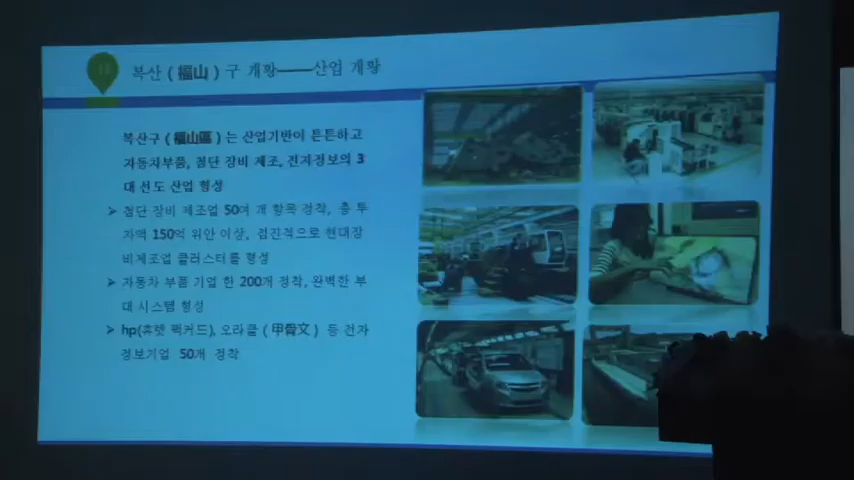 복산 ( 福山 ) 구 개황——산업 개황
복산구 ( 福山區 ) 는 산업기반이 튼튼하고
자동차부품, 첨단 장비 제조, 전자정보의 3
대 선도 산업 형성
➢ 첨단 장비 제조업 50여 개 항목 정착, 총 투
자액 150억 위안 이상, 점진적으로 현대장
비제조업 클러스터를 형성
➢ 자동차 부품 기업 한 200개 정착, 완벽한 부
대 시스템 형성
➢ hp(휴렛 팩커드), 오라클 ( 甲骨文 ) 등 전자
정보기업 50개 정착